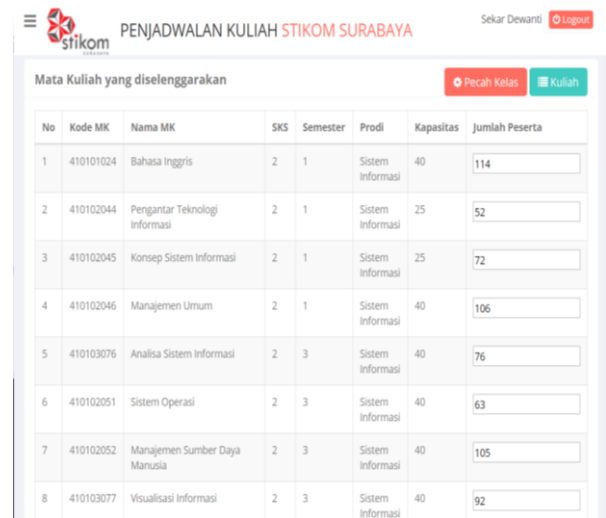 ☰ stikom SURABAYA PENJADWALAN KULIAH STIKOM SURABAYA Sekar Dewanti Logout
Mata Kuliah yang diselenggarakan Pecah Kelas Kuliah
No Kode MK Nama MK SKS Semester Prodi Kapasitas Jumlah Peserta
1 410101024 Bahasa Inggris 2 1 Sistem Informasi 40 114
2 410102044 Pengantar Teknologi Informasi 2 1 Sistem Informasi 25 52
3 410102045 Konsep Sistem Informasi 2 1 Sistem Informasi 25 72
4 410102046 Manajemen Umum 2 1 Sistem Informasi 40 106
5 410103076 Analisa Sistem Informasi 2 3 Sistem Informasi 40 76
6 410102051 Sistem Operasi 2 3 Sistem Informasi 40 63
7 410102052 Manajemen Sumber Daya Manusia 2 3 Sistem Informasi 40 105
8 410103077 Visualisasi Informasi 2 3 Sistem Informasi 40 92